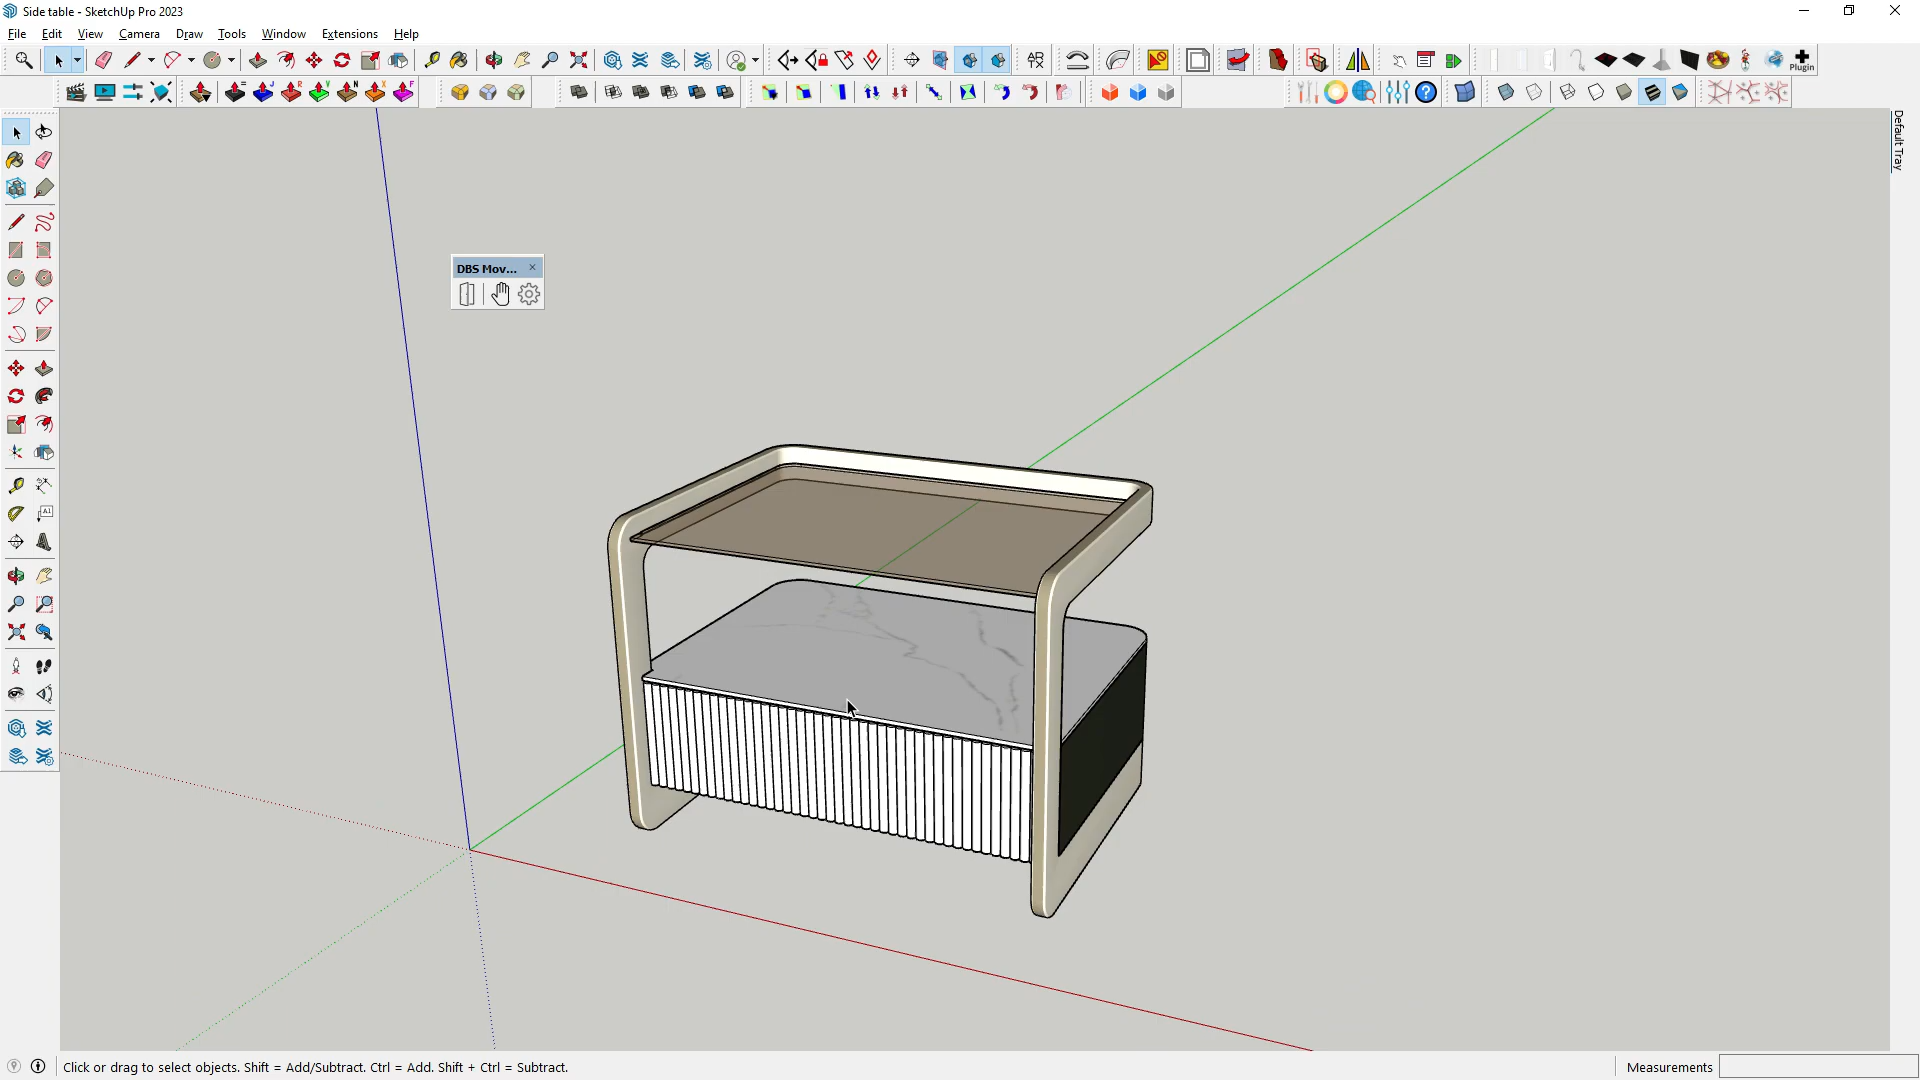 Side table - SketchUp Pro 2023
File Edit View Camera Draw Tools Window Extensions Help
Plugin
Default Tray
DBS Mov...
A1
Click or drag to select objects. Shift = Add/Subtract. Ctrl = Add. Shift + Ctrl = Subtract.
Measurements